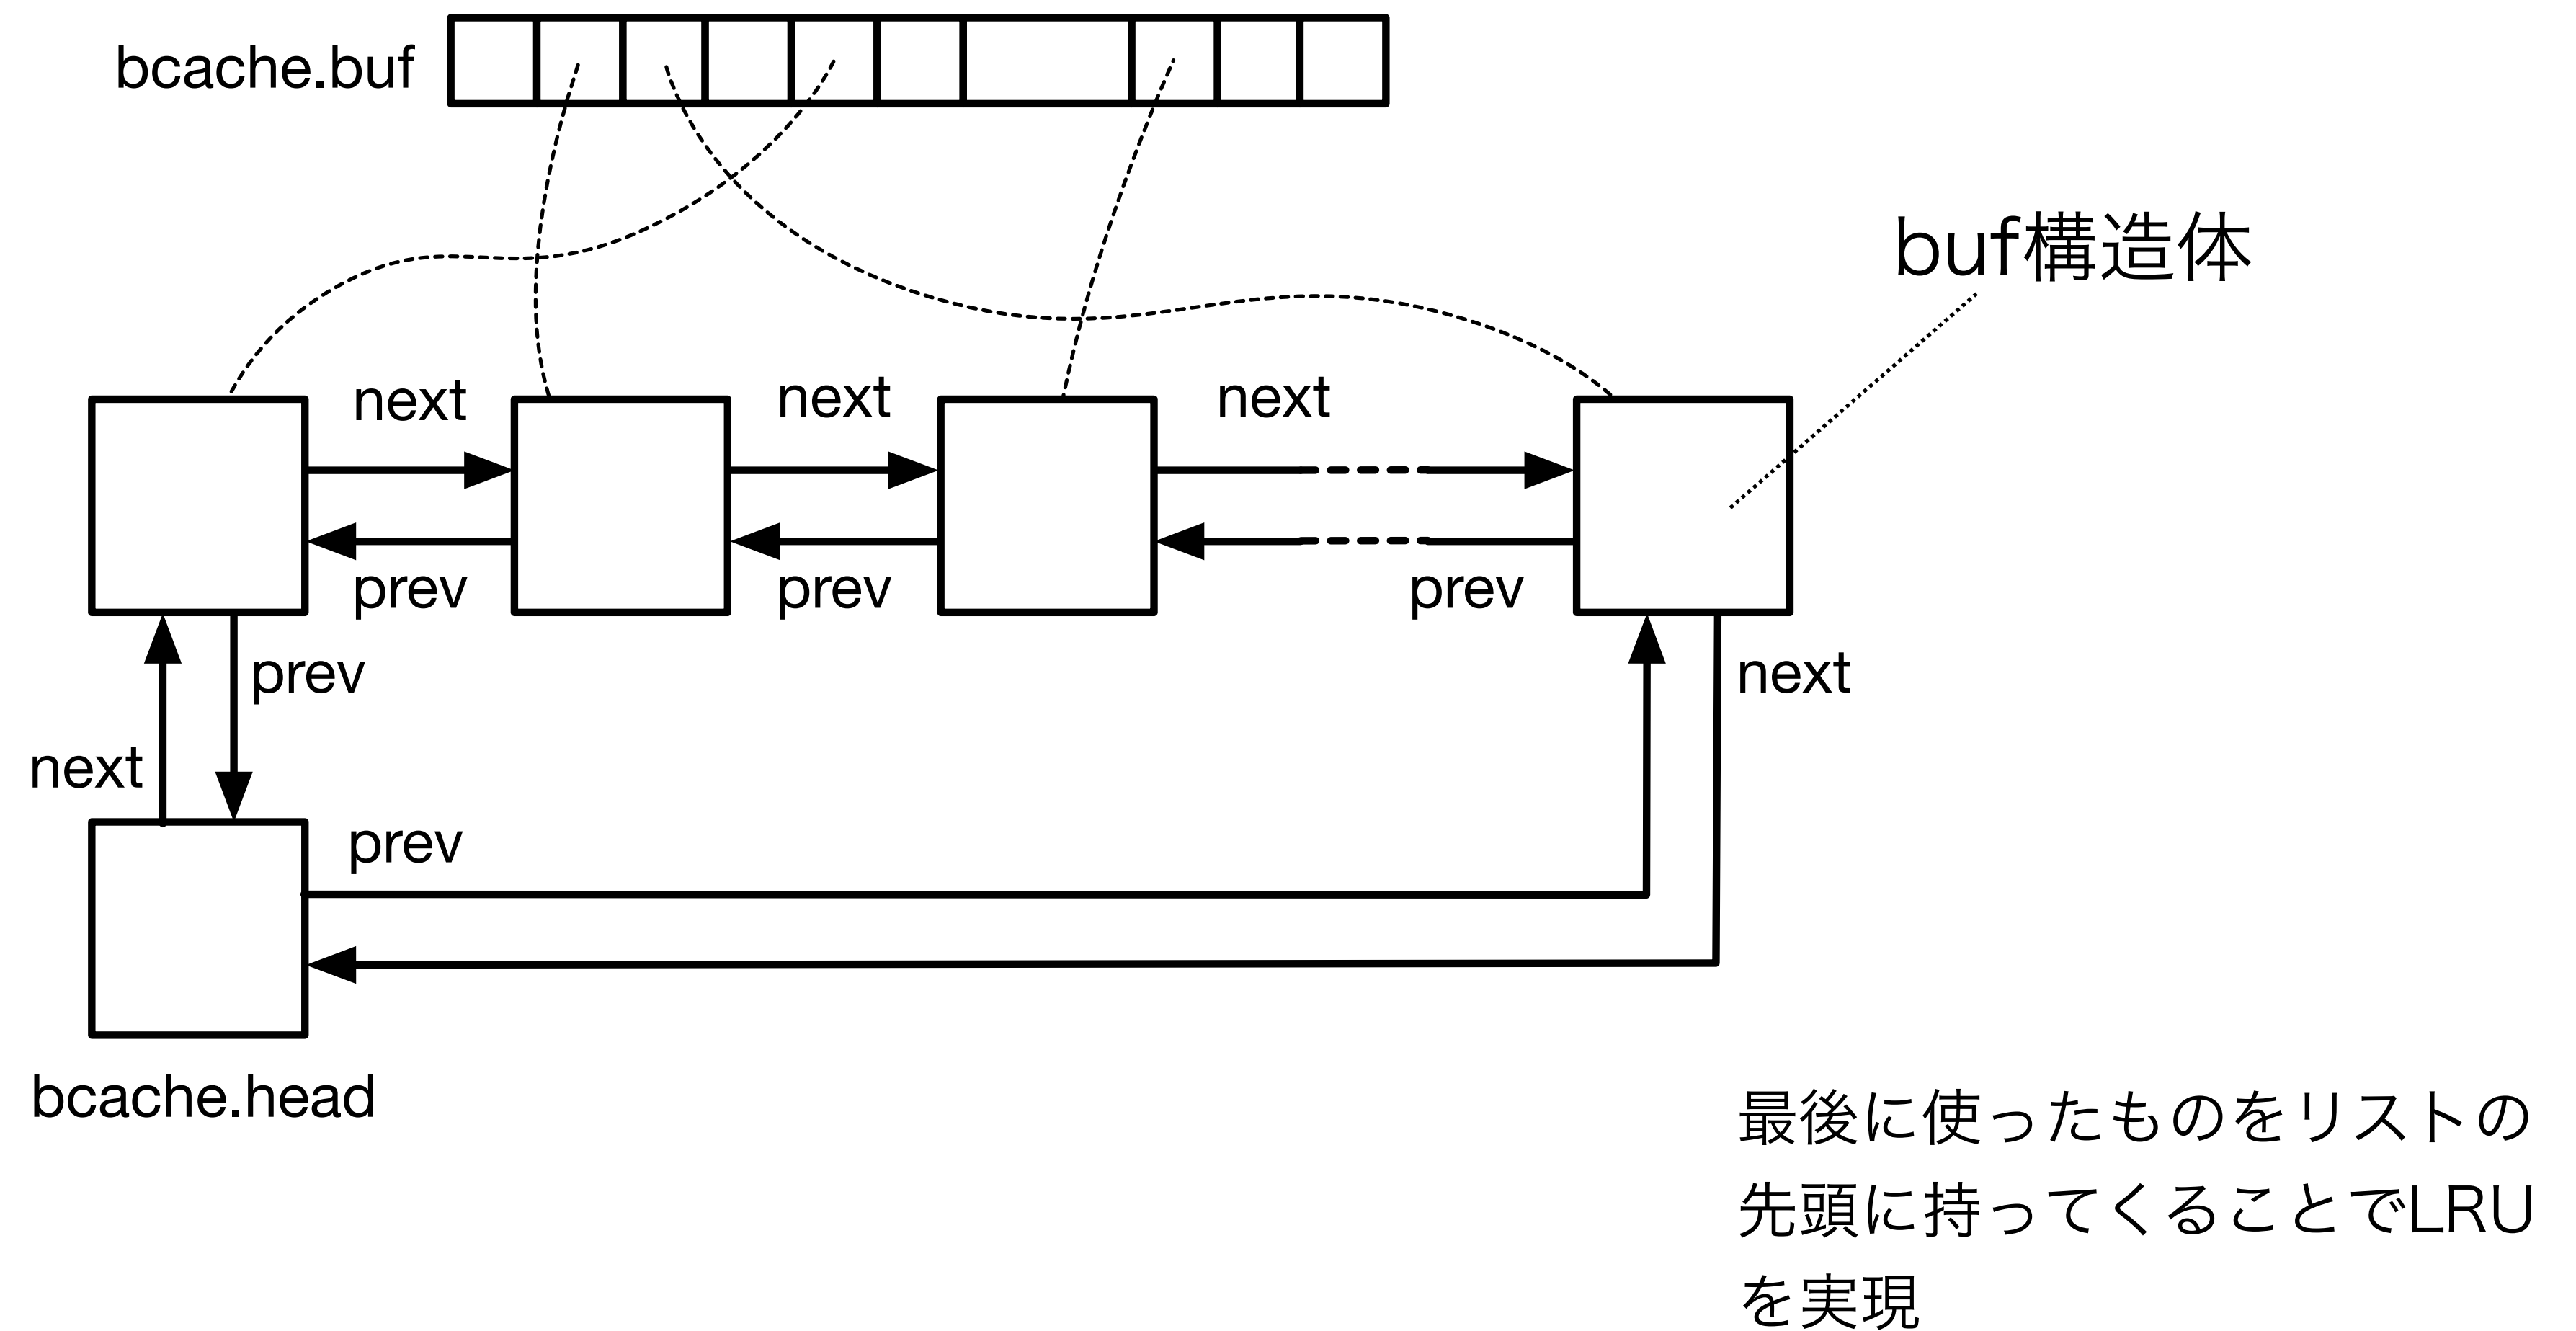 bcache.buf
buf構造体
next
next
next
prev
prev
prev
prev
next
next
prev
bcache.head
最後に使ったものをリストの
先頭に持ってくることでLRU
を実現